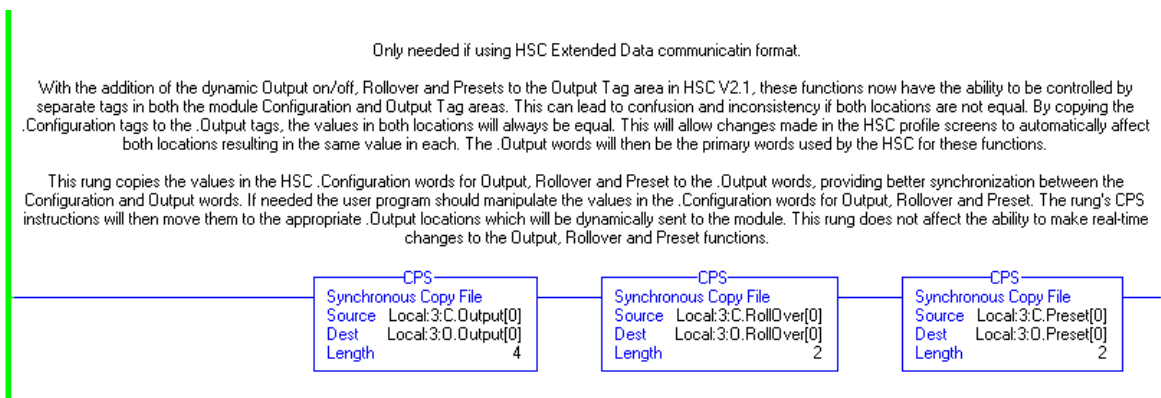 Only needed if using HSC Extended Data communicatin format.
With the addition of the dynamic Output on/off, Rollover and Presets to the Output Tag area in HSC V2.1, these functions now have the ability to be controlled by
separate tags in both the module Configuration and Output Tag areas. This can lead to confusion and inconsistency if both locations are not equal. By copying the
.Configuration tags to the .Output tags, the values in both locations will always be equal. This will allow changes made in the HSC profile screens to automatically affect
both locations resulting in the same value in each. The .Output words will then be the primary words used by the HSC for these functions.
This rung copies the values in the HSC .Configuration words for Output, Rollover and Preset to the .Output words, providing better synchronization between the
Configuration and Output words. If needed the user program should manipulate the values in the .Configuration words for Output, Rollover and Preset. The rung's CPS
instructions will then move them to the appropriate .Output locations which will be dynamically sent to the module. This rung does not affect the ability to make real-time
changes to the Output, Rollover and Preset functions.
CPS
Synchronous Copy File
Source Local:3:C.Output[0]
Dest Local:3:O.Output[0]
Length 4
CPS
Synchronous Copy File
Source Local:3:C.RollOver[0]
Dest Local:3:O.RollOver[0]
Length 2
CPS
Synchronous Copy File
Source Local:3:C.Preset[0]
Dest Local:3:O.Preset[0]
Length 2